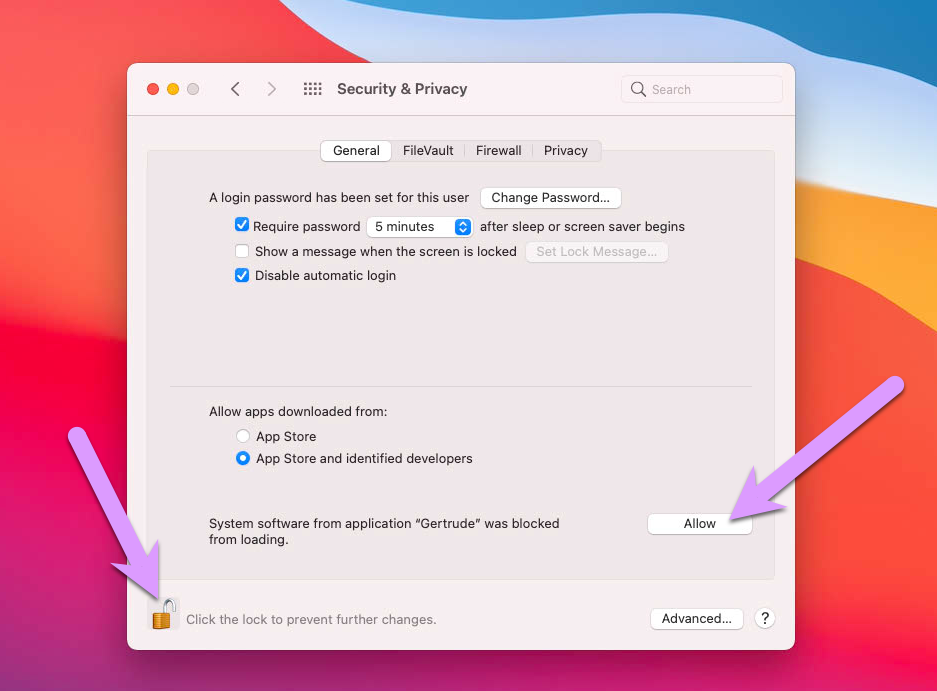 Security & Privacy
Search
General FileVault Firewall Privacy
A login password has been set for this user Change Password...
Require password 5 minutes after sleep or screen saver begins
Show a message when the screen is locked Set Lock Message...
Disable automatic login
Allow apps downloaded from:
App Store
App Store and identified developers
System software from application “Gertrude” was blocked
from loading.
Allow
Click the lock to prevent further changes.
Advanced... ?